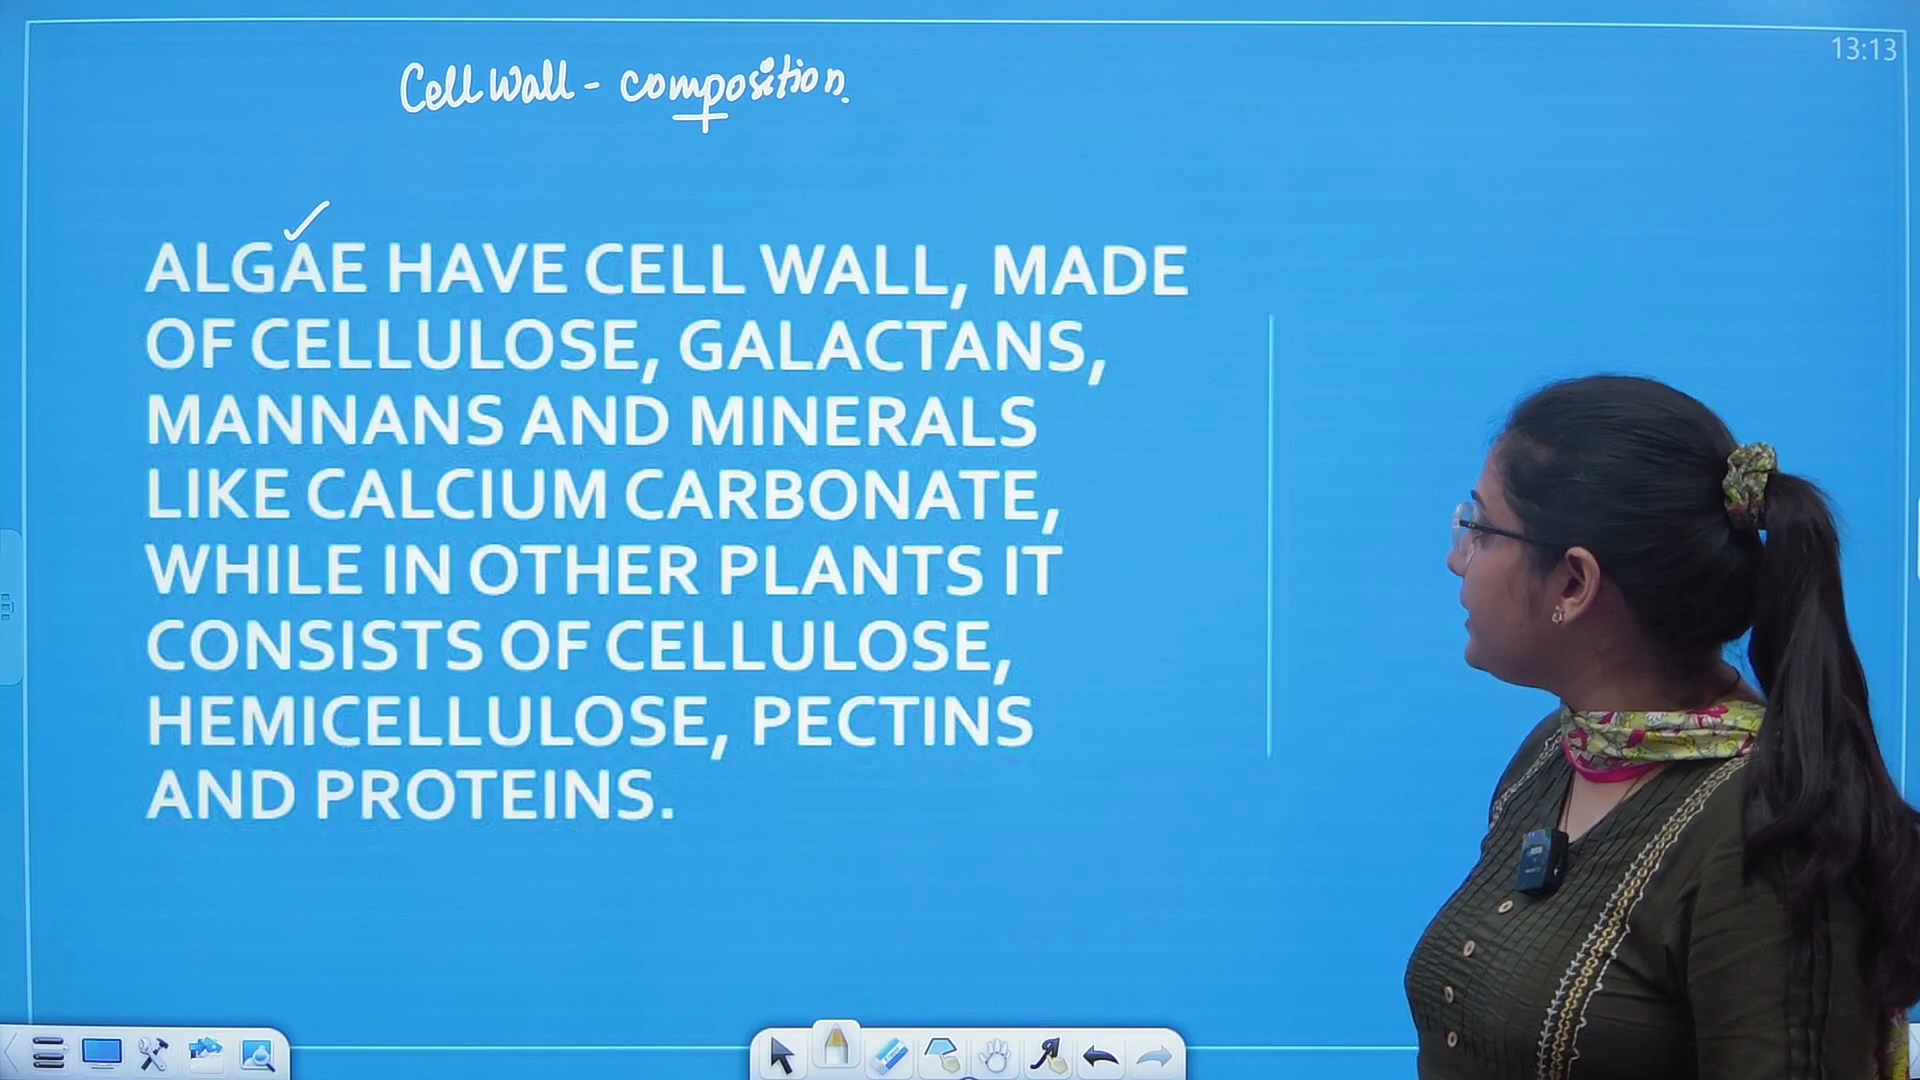 13:13
Cell Wall - composition.
ALGAE HAVE CELL WALL, MADE
OF CELLULOSE, GALACTANS,
MANNANS AND MINERALS
LIKE CALCIUM CARBONATE,
WHILE IN OTHER PLANTS IT
CONSISTS OF CELLULOSE,
HEMICELLULOSE, PECTINS
AND PROTEINS.